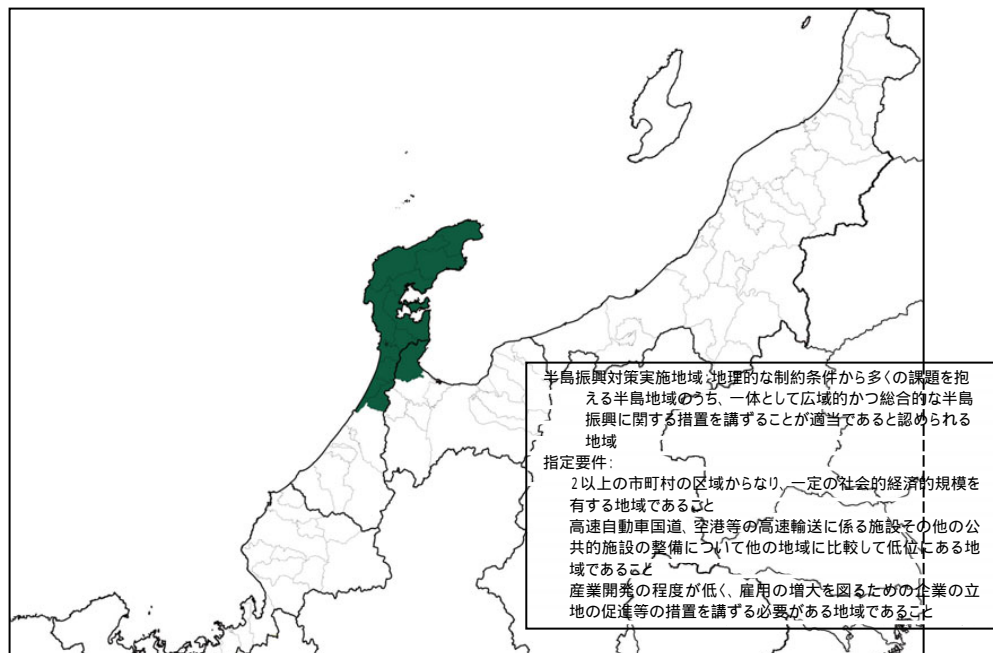 半島振興対策実施地域:地理的な制約条件から多くの課題を抱
える半島地域のうち、一体として広域的かつ総合的な半島
振興に関する措置を講ずることが適当であると認められる
地域
指定要件:
2以上の市町村の区域からなり、一定の社会的経済的規模を
有する地域であること
高速自動車国道、空港等の高速輸送に係る施設その他の公
共的施設の整備について他の地域に比較して低位にある地
域であること
産業開発の程度が低く、雇用の増大を図るための企業の立
地の促進等の措置を講ずる必要がある地域であること